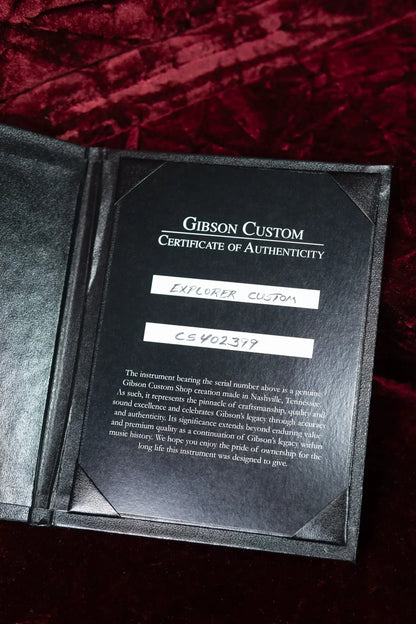 GIBSON CUSTOM
CERTIFICATE OF AUTHENTICITY
EXPLORER CUSTOM
CS402379
The instrument bearing the serial number above is a genuine
Gibson Custom Shop creation made in Nashville, Tennessee.
As such, it represents the pinnacle of craftsmanship, quality and
sound excellence and celebrates Gibson's legacy through accuracy
and authenticity. Its significance extends beyond enduring value
and premium quality as a continuation of Gibson's legacy within
music history. We hope you enjoy the pride of ownership for the
long life this instrument was designed to give.